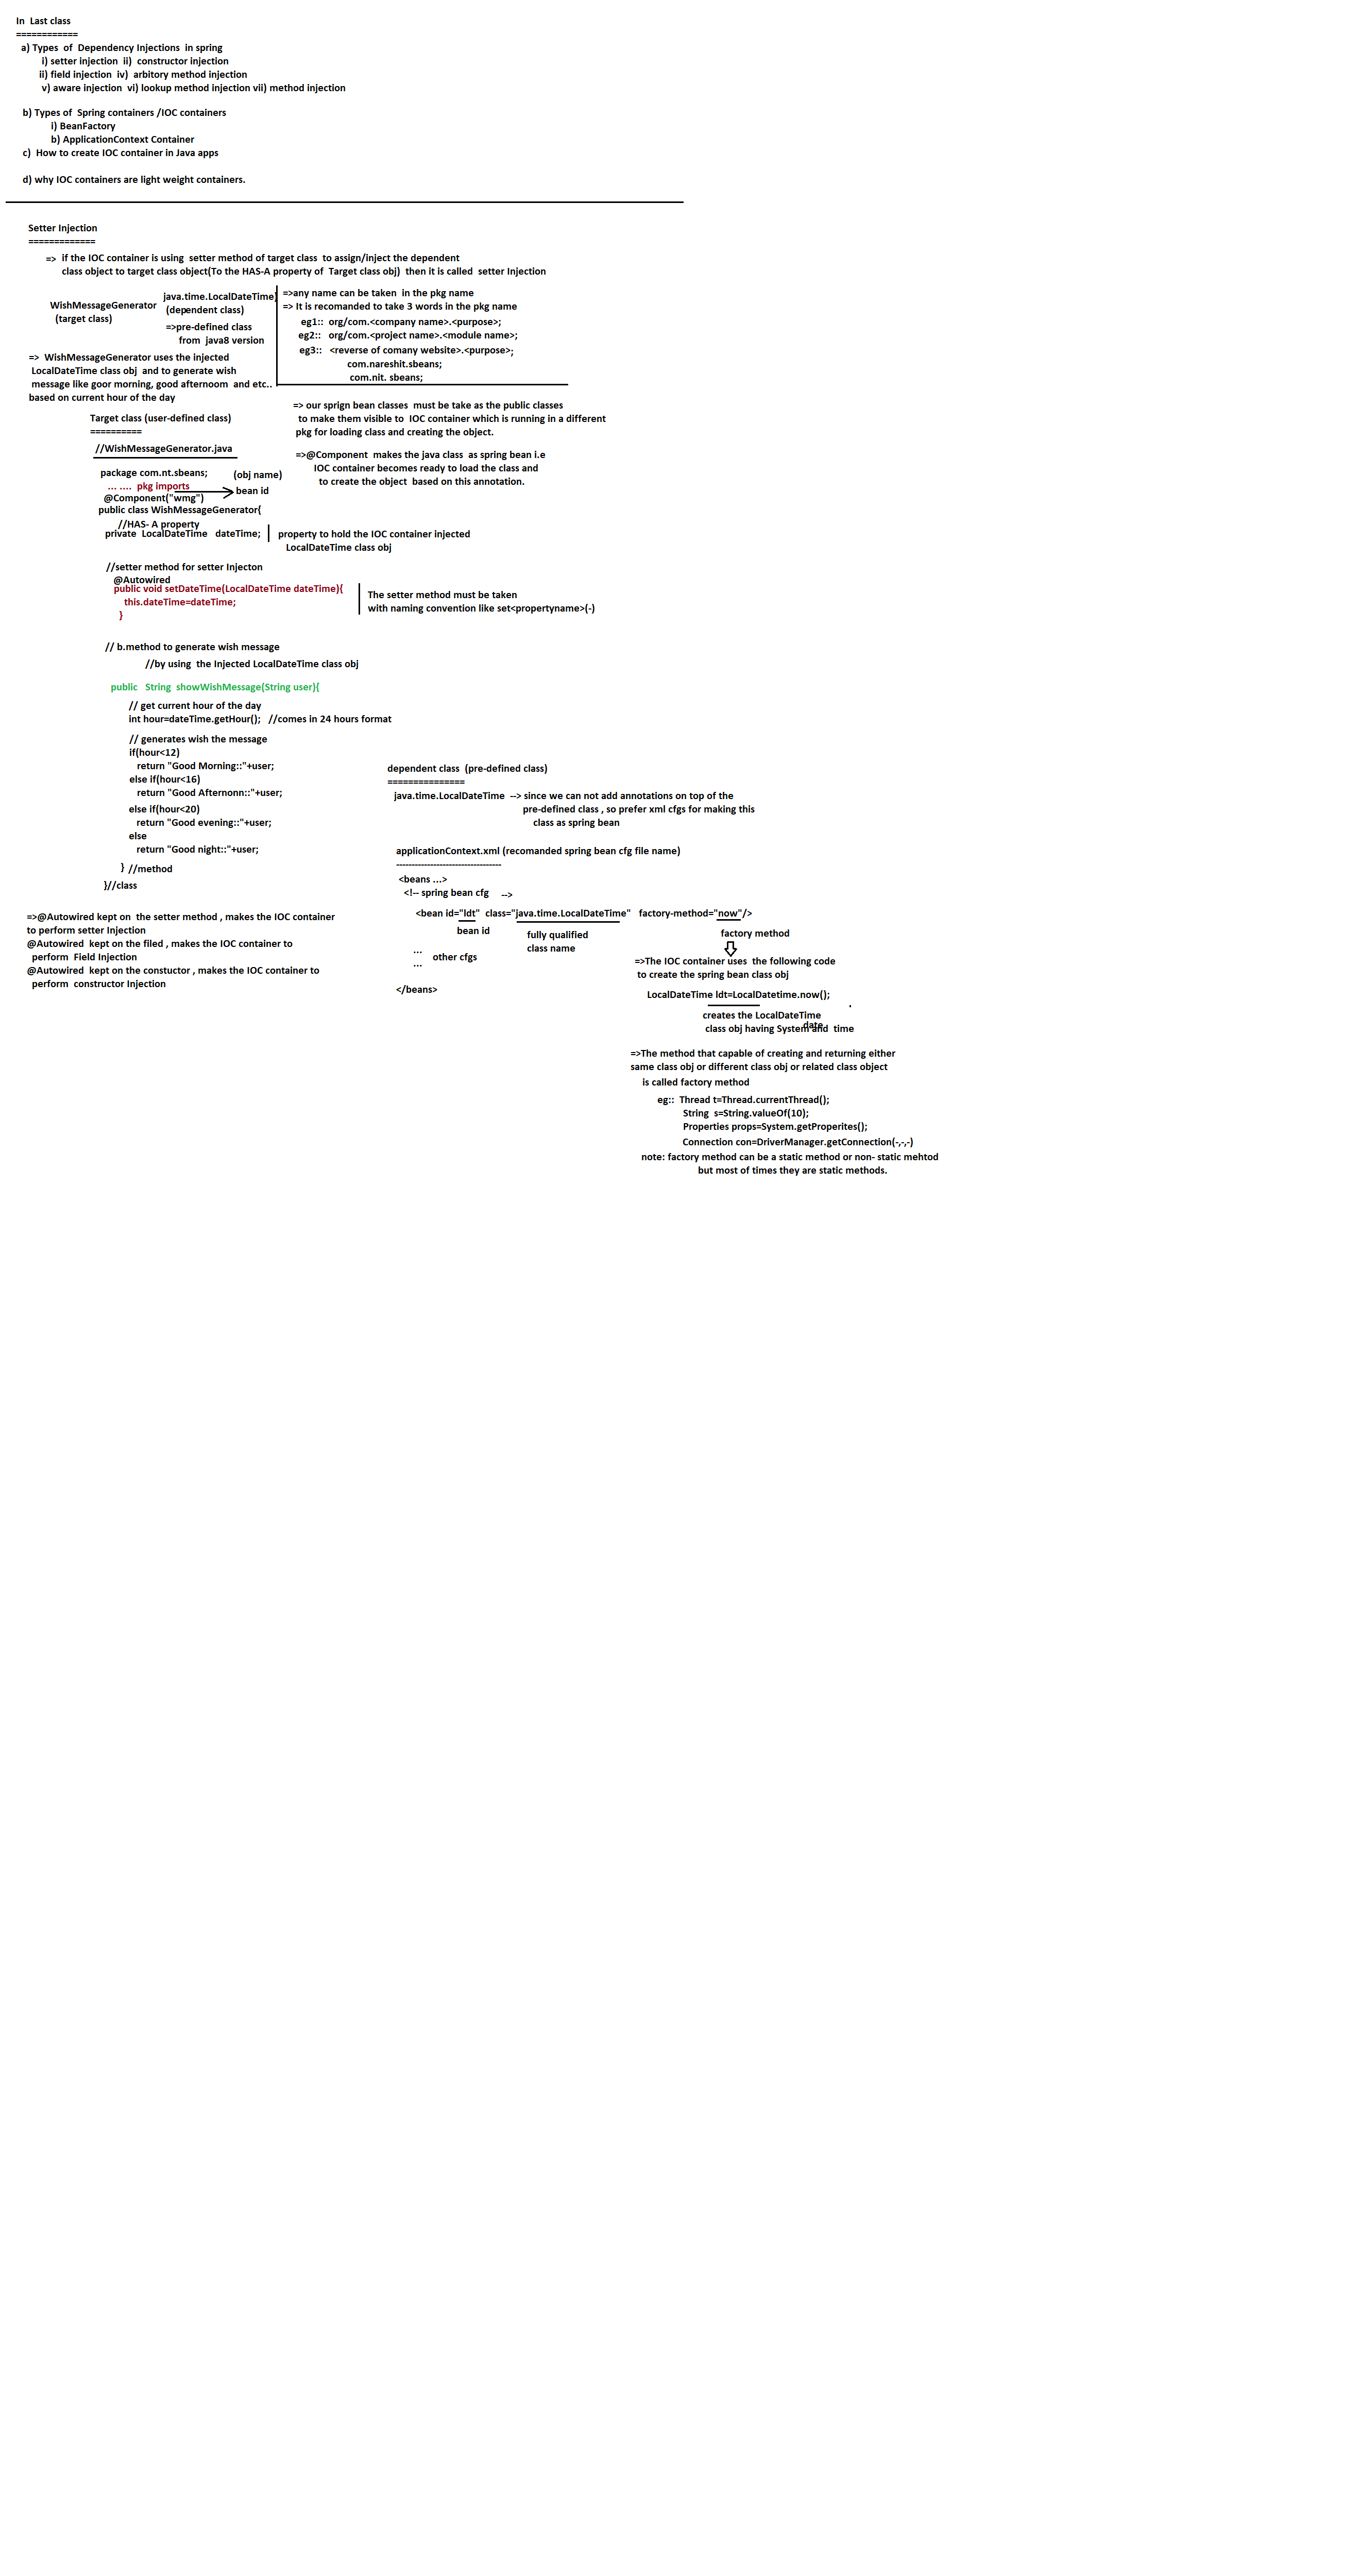 In  Last class
============
a) Types  of  Dependency Injections  in spring
i) setter injection  ii)  constructor injection
ii) field injection  iv)  arbitory method injection
v) aware injection  vi) lookup method injection vii) method injection
b) Types of  Spring containers /IOC containers
i) BeanFactory
b) ApplicationContext Container
c)  How to create IOC container in Java apps
d) why IOC containers are light weight containers.
Setter Injection
=============
=>  if the IOC container is using  setter method of target class  to assign/inject the dependent
class object to target class object(To the HAS-A property of  Target class obj)  then it is called  setter Injection
WishMessageGenerator
(target class)
java.time.LocalDateTime)
(dependent class)
=>pre-defined class
from  java8 version
=>any name can be taken  in the pkg name
=> It is recomanded to take 3 words in the pkg name
eg1::  org/com.<company name>.<purpose>;
eg2::   org/com.<project name>.<module name>;
eg3::   <reverse of comany website>.<purpose>;
com.nareshit.sbeans;
com.nit. sbeans;
=>  WishMessageGenerator uses the injected
LocalDateTime class obj  and to generate wish
message like goor morning, good afternoom  and etc..
based on current hour of the day
=> our sprign bean classes  must be take as the public classes
to make them visible to  IOC container which is running in a different
pkg for loading class and creating the object.
=>@Component  makes the java class  as spring bean i.e
IOC container becomes ready to load the class and
to create the object  based on this annotation.
Target class (user-defined class)
==========
//WishMessageGenerator.java
package com.nt.sbeans;
(obj name)
... ....  pkg imports
bean id
@Component("wmg")
public class WishMessageGenerator{
//HAS- A property
private  LocalDateTime   dateTime;
property to hold the IOC container injected
LocalDateTime class obj
//setter method for setter Injecton
@Autowired
public void setDateTime(LocalDateTime dateTime){
this.dateTime=dateTime;
}
The setter method must be taken
with naming convention like set<propertyname>(-)
// b.method to generate wish message
//by using  the Injected LocalDateTime class obj
public   String  showWishMessage(String user){
// get current hour of the day
int hour=dateTime.getHour();   //comes in 24 hours format
// generates wish the message
if(hour<12)
return "Good Morning::"+user;
else if(hour<16)
return "Good Afternonn::"+user;
else if(hour<20)
return "Good evening::"+user;
else
return "Good night::"+user;
}  //method
}//class
dependent class  (pre-defined class)
===============
java.time.LocalDateTime  --> since we can not add annotations on top of the
pre-defined class , so prefer xml cfgs for making this
class as spring bean
applicationContext.xml (recomanded spring bean cfg file name)
----------------------------------
<beans ...>
<!-- spring bean cfg    -->
<bean id="ldt"  class="java.time.LocalDateTime"   factory-method="now"/>
bean id
fully qualified
class name
factory method
...
...
other cfgs
</beans>
=>The IOC container uses  the following code
to create the spring bean class obj
LocalDateTime ldt=LocalDatetime.now();
.
creates the LocalDateTime
date
class obj having System and  time
=>@Autowired kept on  the setter method , makes the IOC container
to perform setter Injection
@Autowired  kept on the filed , makes the IOC container to
perform  Field Injection
@Autowired  kept on the constuctor , makes the IOC container to
perform  constructor Injection
=>The method that capable of creating and returning either
same class obj or different class obj or related class object
is called factory method
eg::  Thread t=Thread.currentThread();
String  s=String.valueOf(10);
Properties props=System.getProperites();
Connection con=DriverManager.getConnection(-,-,-)
note: factory method can be a static method or non- static mehtod
but most of times they are static methods.